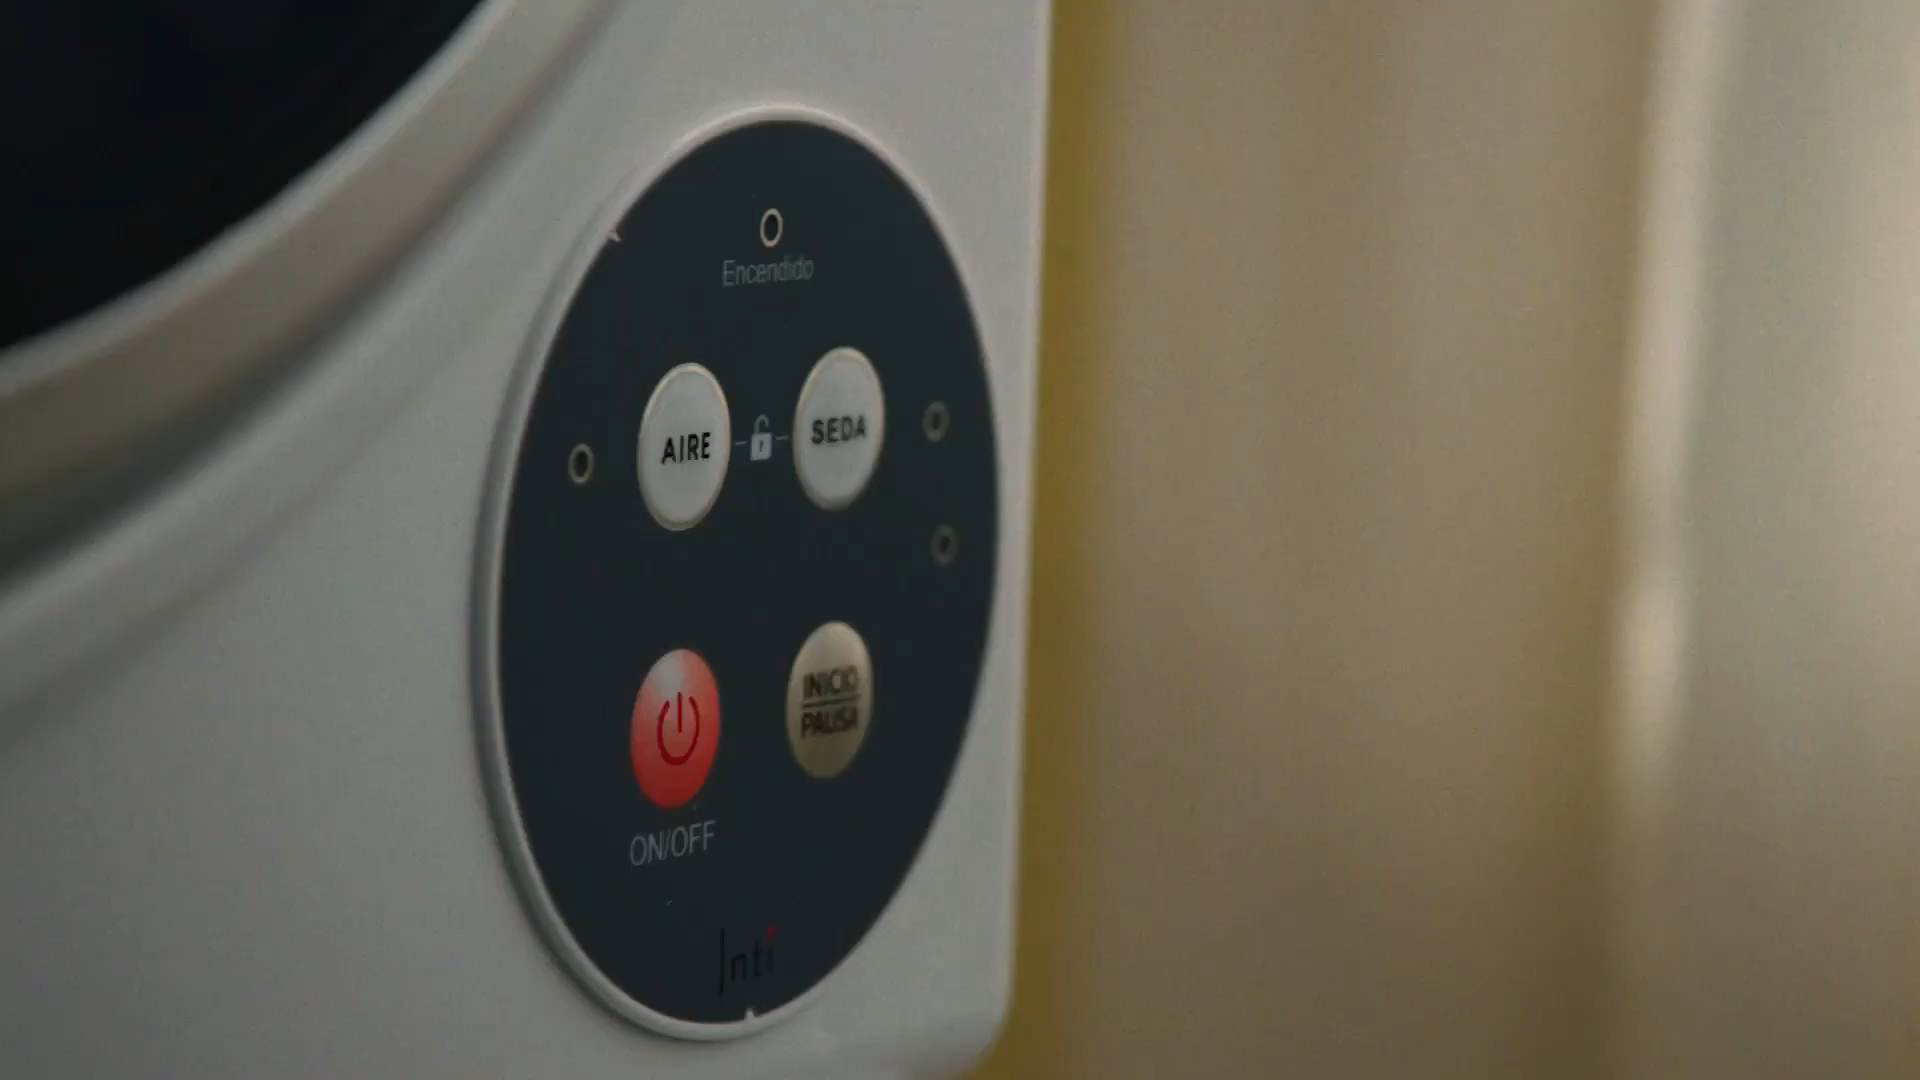 Encendido
AIRE
SEDA
INICIO
PAUSA
ON/OFF
Inti